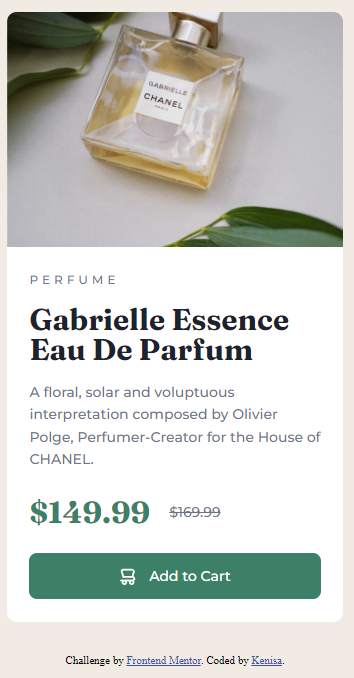 GABRIELLE
CHANEL
PARIS
PERFUME
Gabrielle Essence
Eau De Parfum
A floral, solar and voluptuous
interpretation composed by Olivier
Polge, Perfumer-Creator for the House of
CHANEL.
$149.99 $169.99
Add to Cart
Challenge by Frontend Mentor. Coded by Kenisa.